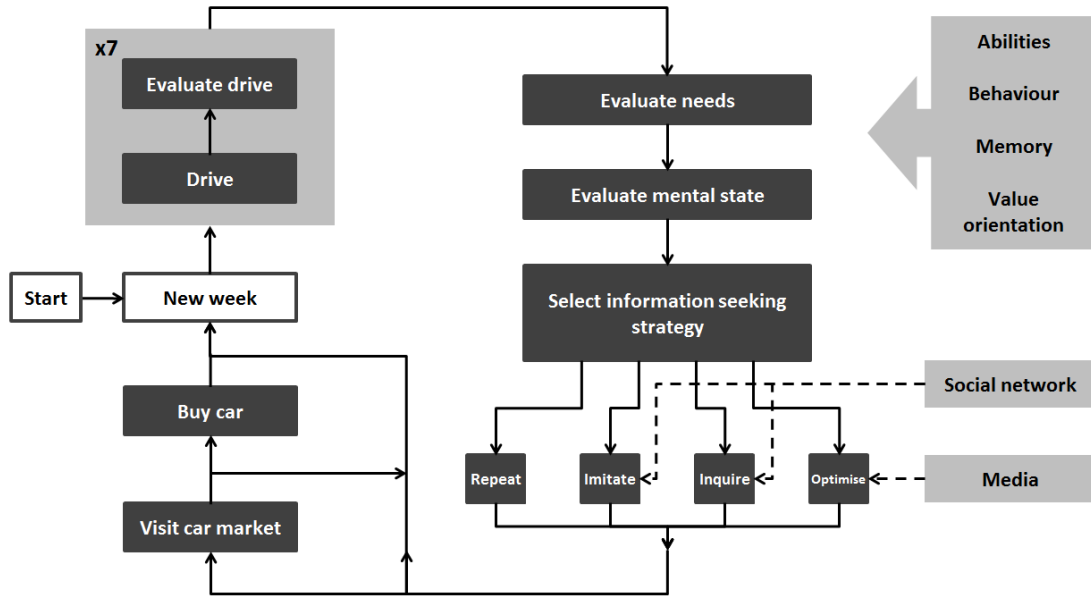 x7
Evaluate drive
Drive
Start
New week
Buy car
Visit car market
Evaluate needs
Evaluate mental state
Select information seeking
strategy
Repeat
Imitate
Inquire
Optimise
Abilities
Behaviour
Memory
Value
orientation
Social network
Media